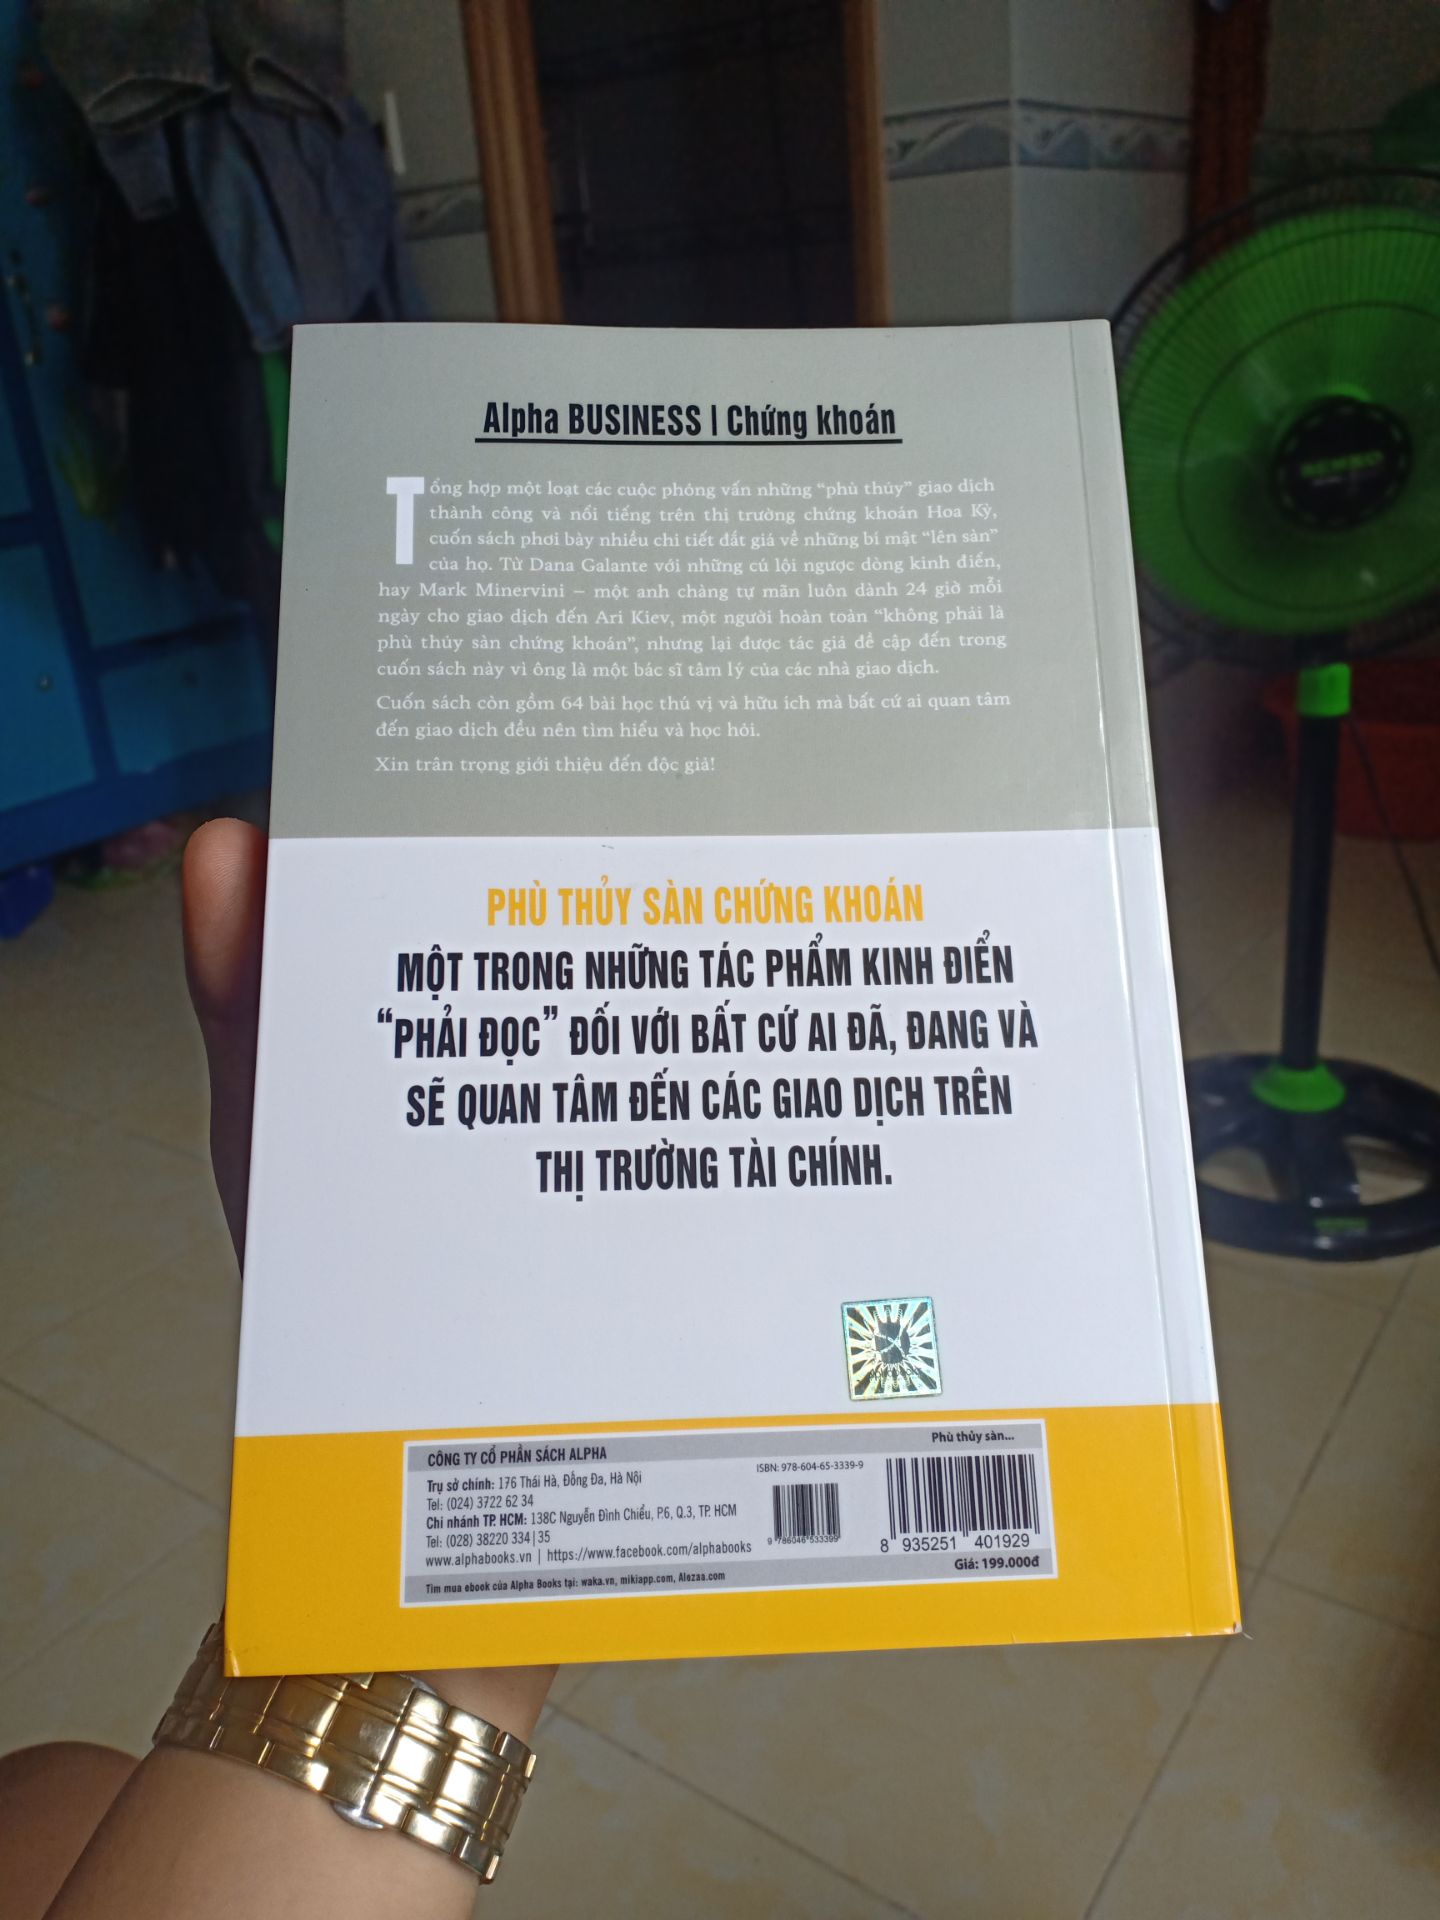 Alpha BUSINESS | Chứng khoán
Tổng hợp một loạt các cuộc phỏng vấn những “phù thủy” giao dịch
thành công và nổi tiếng trên thị trường chứng khoán Hoa Kỳ,
cuốn sách phơi bày nhiều chi tiết đắt giá về những bí mật “lên sàn”
của họ. Từ Dana Galante với những cú lội ngược dòng kinh điển,
hay Mark Minervini – một anh chàng tự mãn luôn dành 24 giờ mỗi
ngày cho giao dịch đến Ari Kiev, một người hoàn toàn “không phải là
phù thủy sàn chứng khoán”, nhưng lại được tác giả đề cập đến trong
cuốn sách này vì ông là một bác sĩ tâm lý của các nhà giao dịch.
Cuốn sách còn gồm 64 bài học thú vị và hữu ích mà bất cứ ai quan tâm
đến giao dịch đều nên tìm hiểu và học hỏi.
Xin trân trọng giới thiệu đến độc giả!
PHÙ THỦY SÀN CHỨNG KHOÁN
MỘT TRONG NHỮNG TÁC PHẨM KINH ĐIỂN
“PHẢI ĐỌC” ĐỐI VỚI BẤT CỨ AI ĐÃ, ĐANG VÀ
SẼ QUAN TÂM ĐẾN CÁC GIAO DỊCH TRÊN
THỊ TRƯỜNG TÀI CHÍNH.
CÔNG TY CỔ PHẦN SÁCH ALPHA
Trụ sở chính: 176 Thái Hà, Đống Đa, Hà Nội
Tel: (024) 3722 62 34
Chi nhánh TP. HCM: 138C Nguyễn Đình Chiểu, P.6, Q.3, TP. HCM
Tel: (028) 38220 334|35
www.alphabooks.vn | https://www.facebook.com/alphabooks
Tìm mua ebook của Alpha Books tại: waka.vn, mikiapp.com, Alezaa.com
Phù thủy sàn...
ISBN: 978-604-65-3339-9
9 786046 533399
8 935251 401929
Giá: 199.000đ